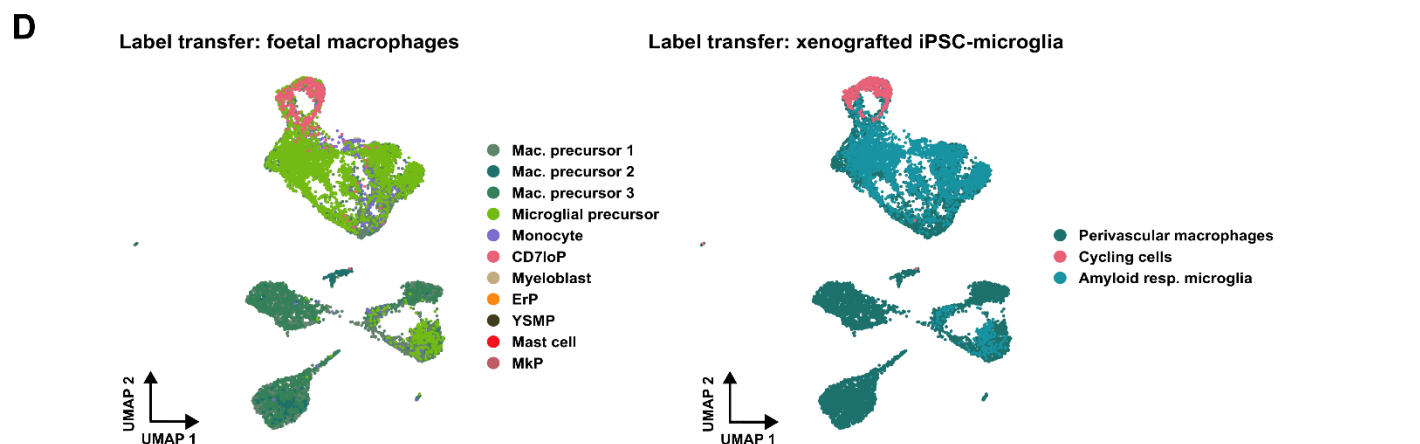 D
Label transfer: foetal macrophages
Mac. precursor 1
Mac. precursor 2
Mac. precursor 3
Microglial precursor
Monocyte
CD7loP
Myeloblast
ErP
YSMP
Mast cell
MkP
UMAP 2
UMAP 1
Label transfer: xenografted iPSC-microglia
Perivascular macrophages
Cycling cells
Amyloid resp. microglia
UMAP 2
UMAP 1